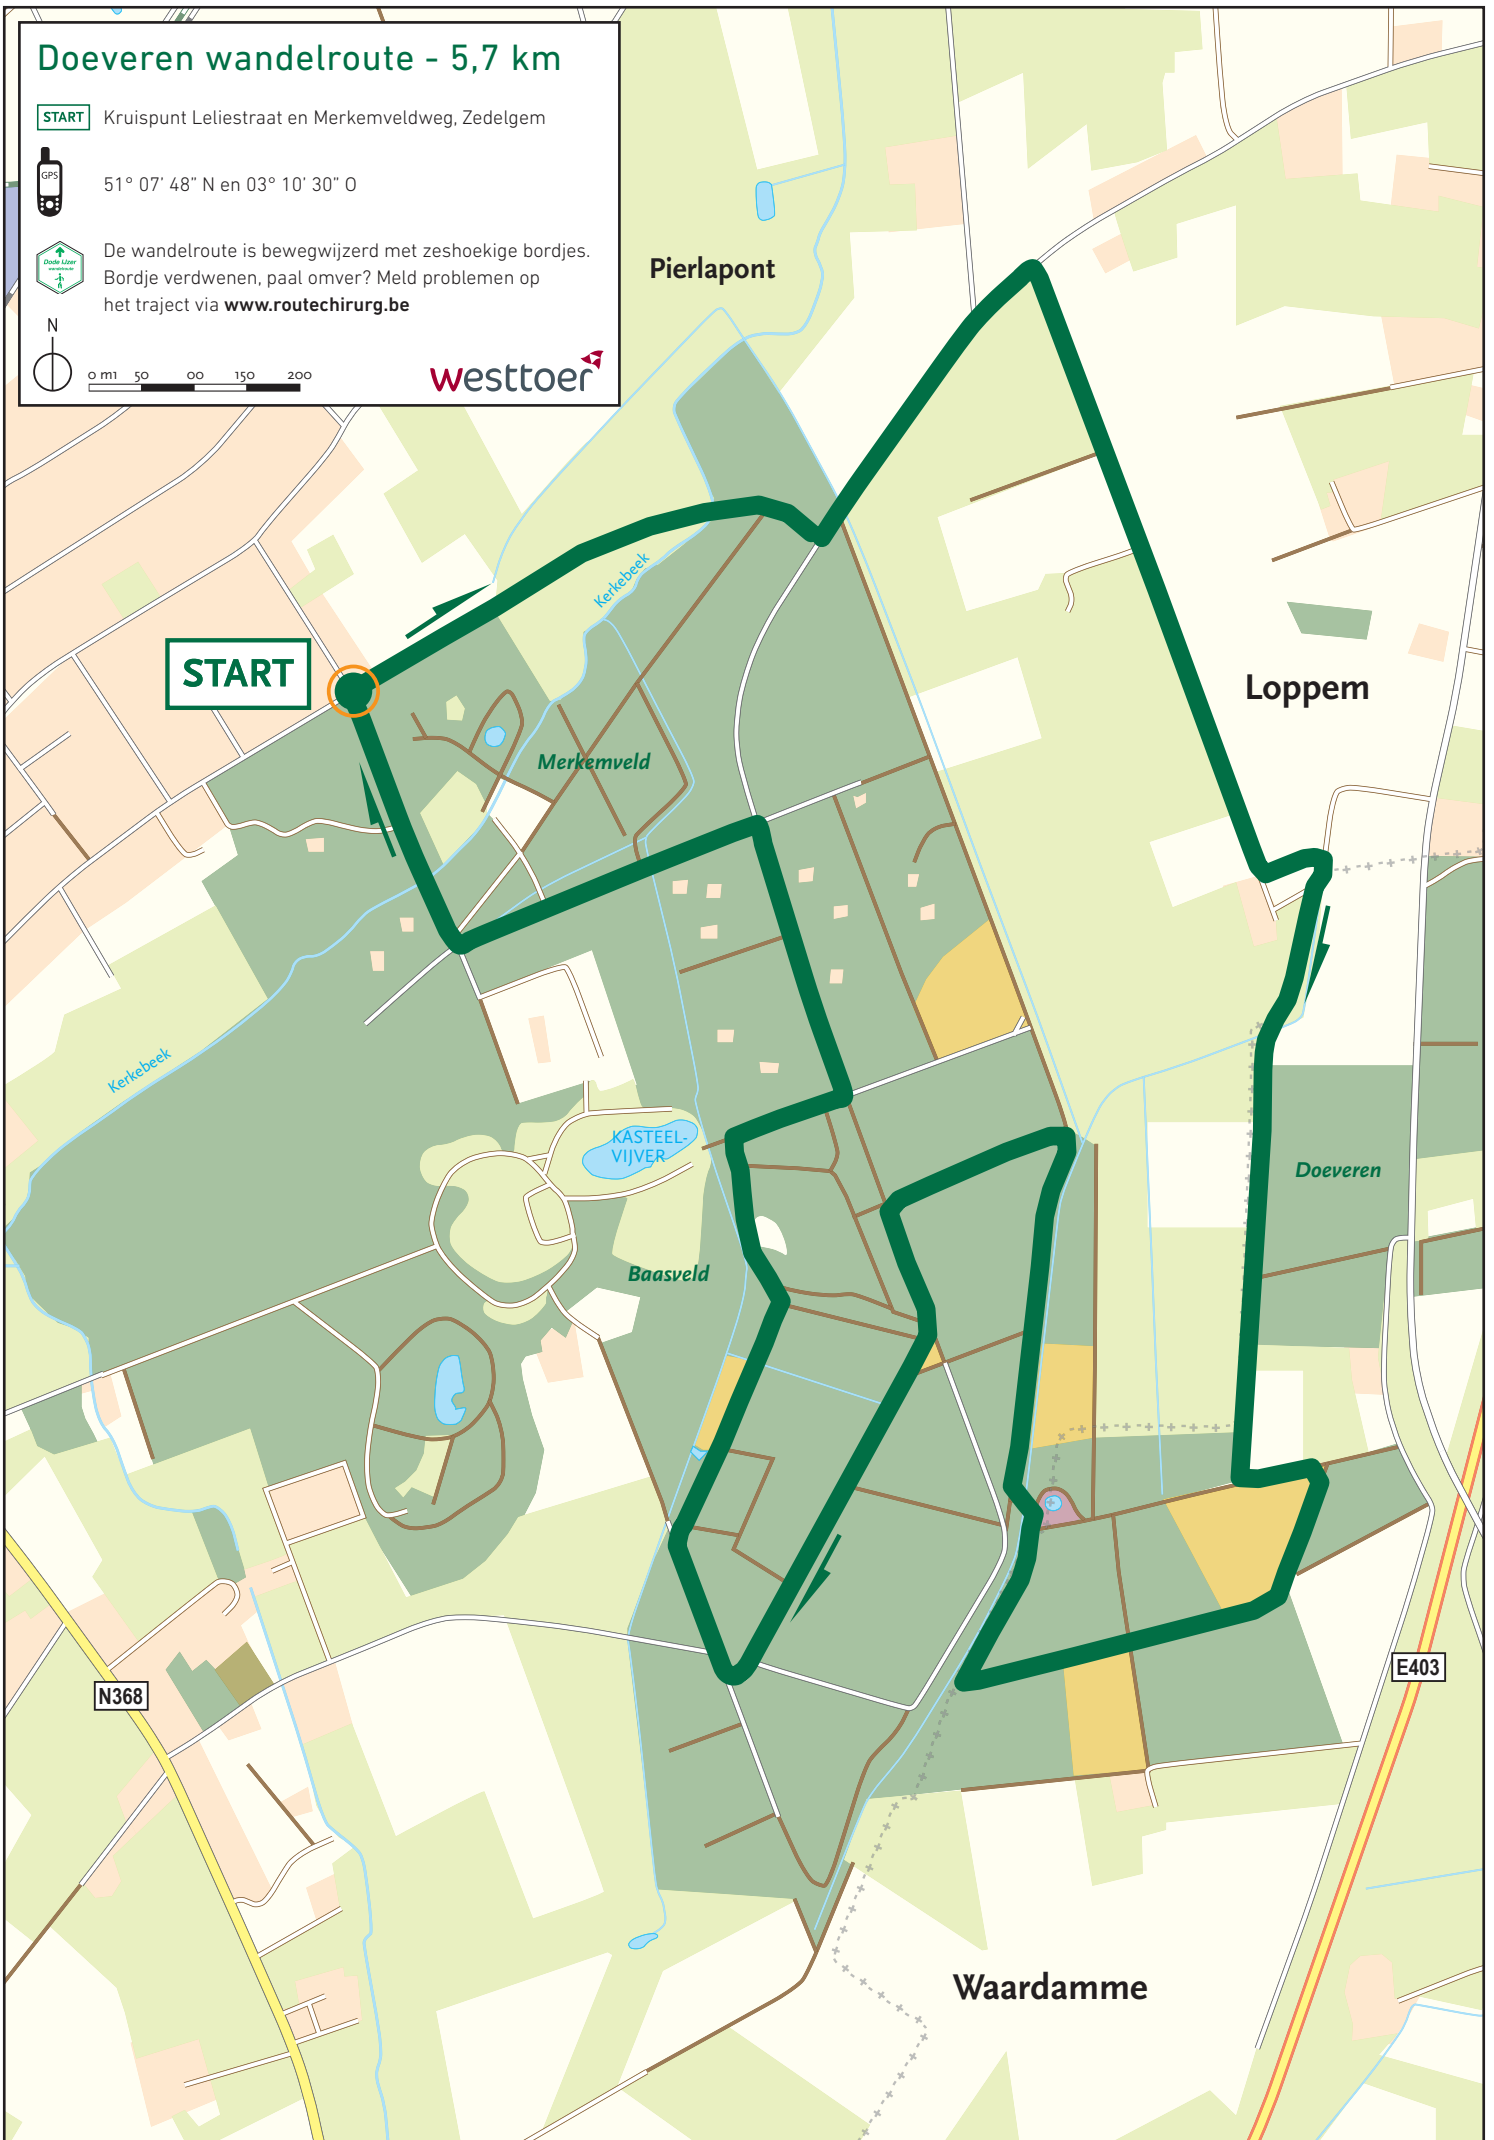 Doeveren wandelroute - 5,7 km
START Kruispunt Leliestraat en Merkemveldweg, Zedelgem
GPS
51° 07' 48" N en 03° 10' 30" O
De wandelroute is bewegwijzerd met zeshoekige bordjes.
Bordje verdwenen, paal omver? Meld problemen op
het traject via www.routechirurg.be
Dode IJzer
wandelroute
N
0 m1 50 00 150 200
westtoer
Pierlapont
Kerkebeek
START
Loppem
Merkemveld
Kerkebeek
KASTEEL-
VIJVER
Doeveren
Baasveld
E403
N368
Waardamme